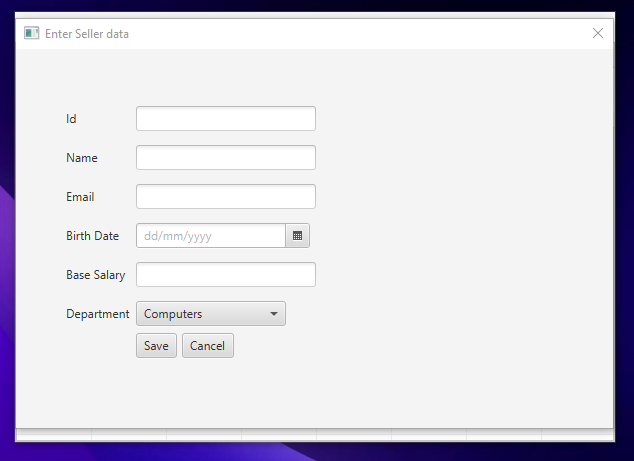 Enter Seller data
Id
Name
Email
Birth Date dd/mm/yyyy
Base Salary
Department Computers
Save Cancel